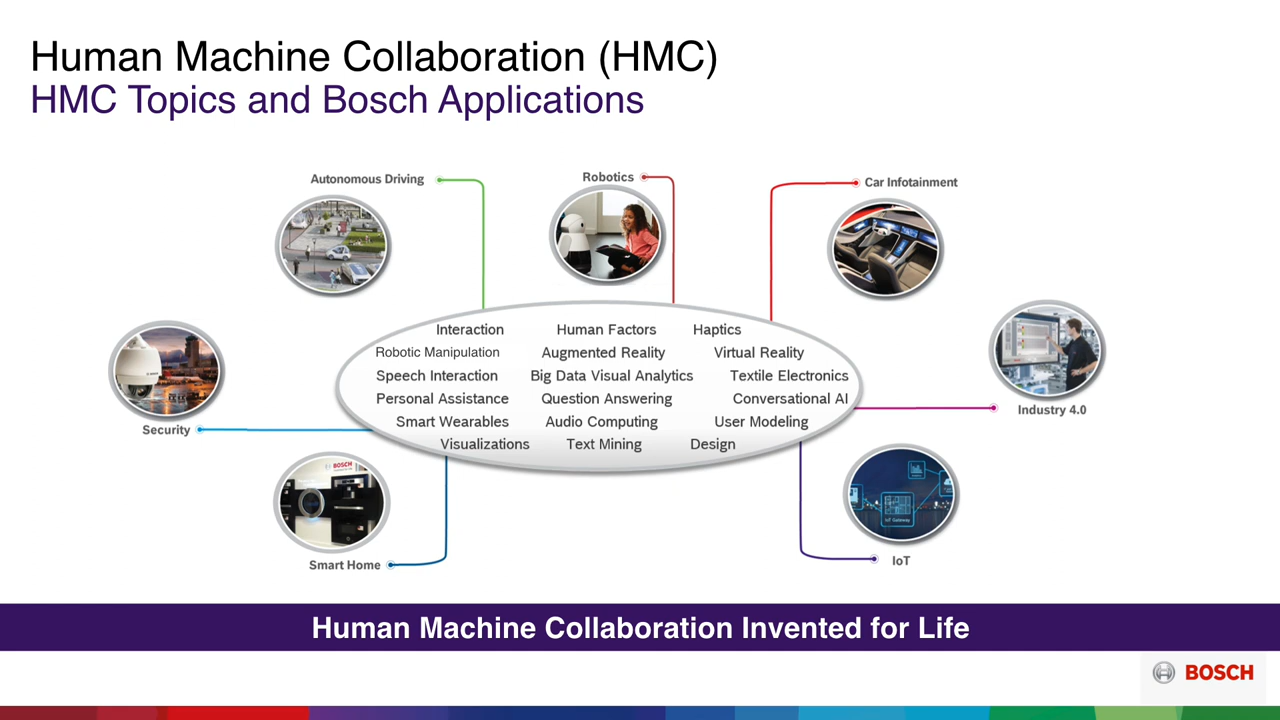 Human Machine Collaboration (HMC)
HMC Topics and Bosch Applications
Autonomous Driving
Robotics
Car Infotainment
Interaction Human Factors Haptics
Robotic Manipulation Augmented Reality Virtual Reality
Speech Interaction Big Data Visual Analytics Textile Electronics
Personal Assistance Question Answering Conversational AI
Smart Wearables Audio Computing User Modeling
Visualizations Text Mining Design
Industry 4.0
Security
BOSCH
IoT Gateway
Smart Home
IoT
Human Machine Collaboration Invented for Life
BOSCH